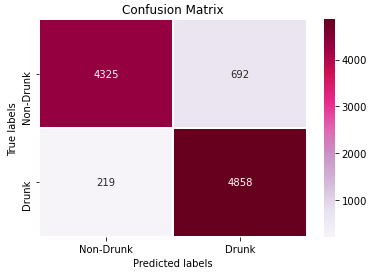 Confusion Matrix
True labels
Non-Drunk
4325
692
Drunk
219
4858
Non-Drunk
Drunk
Predicted labels
4000
3000
2000
1000